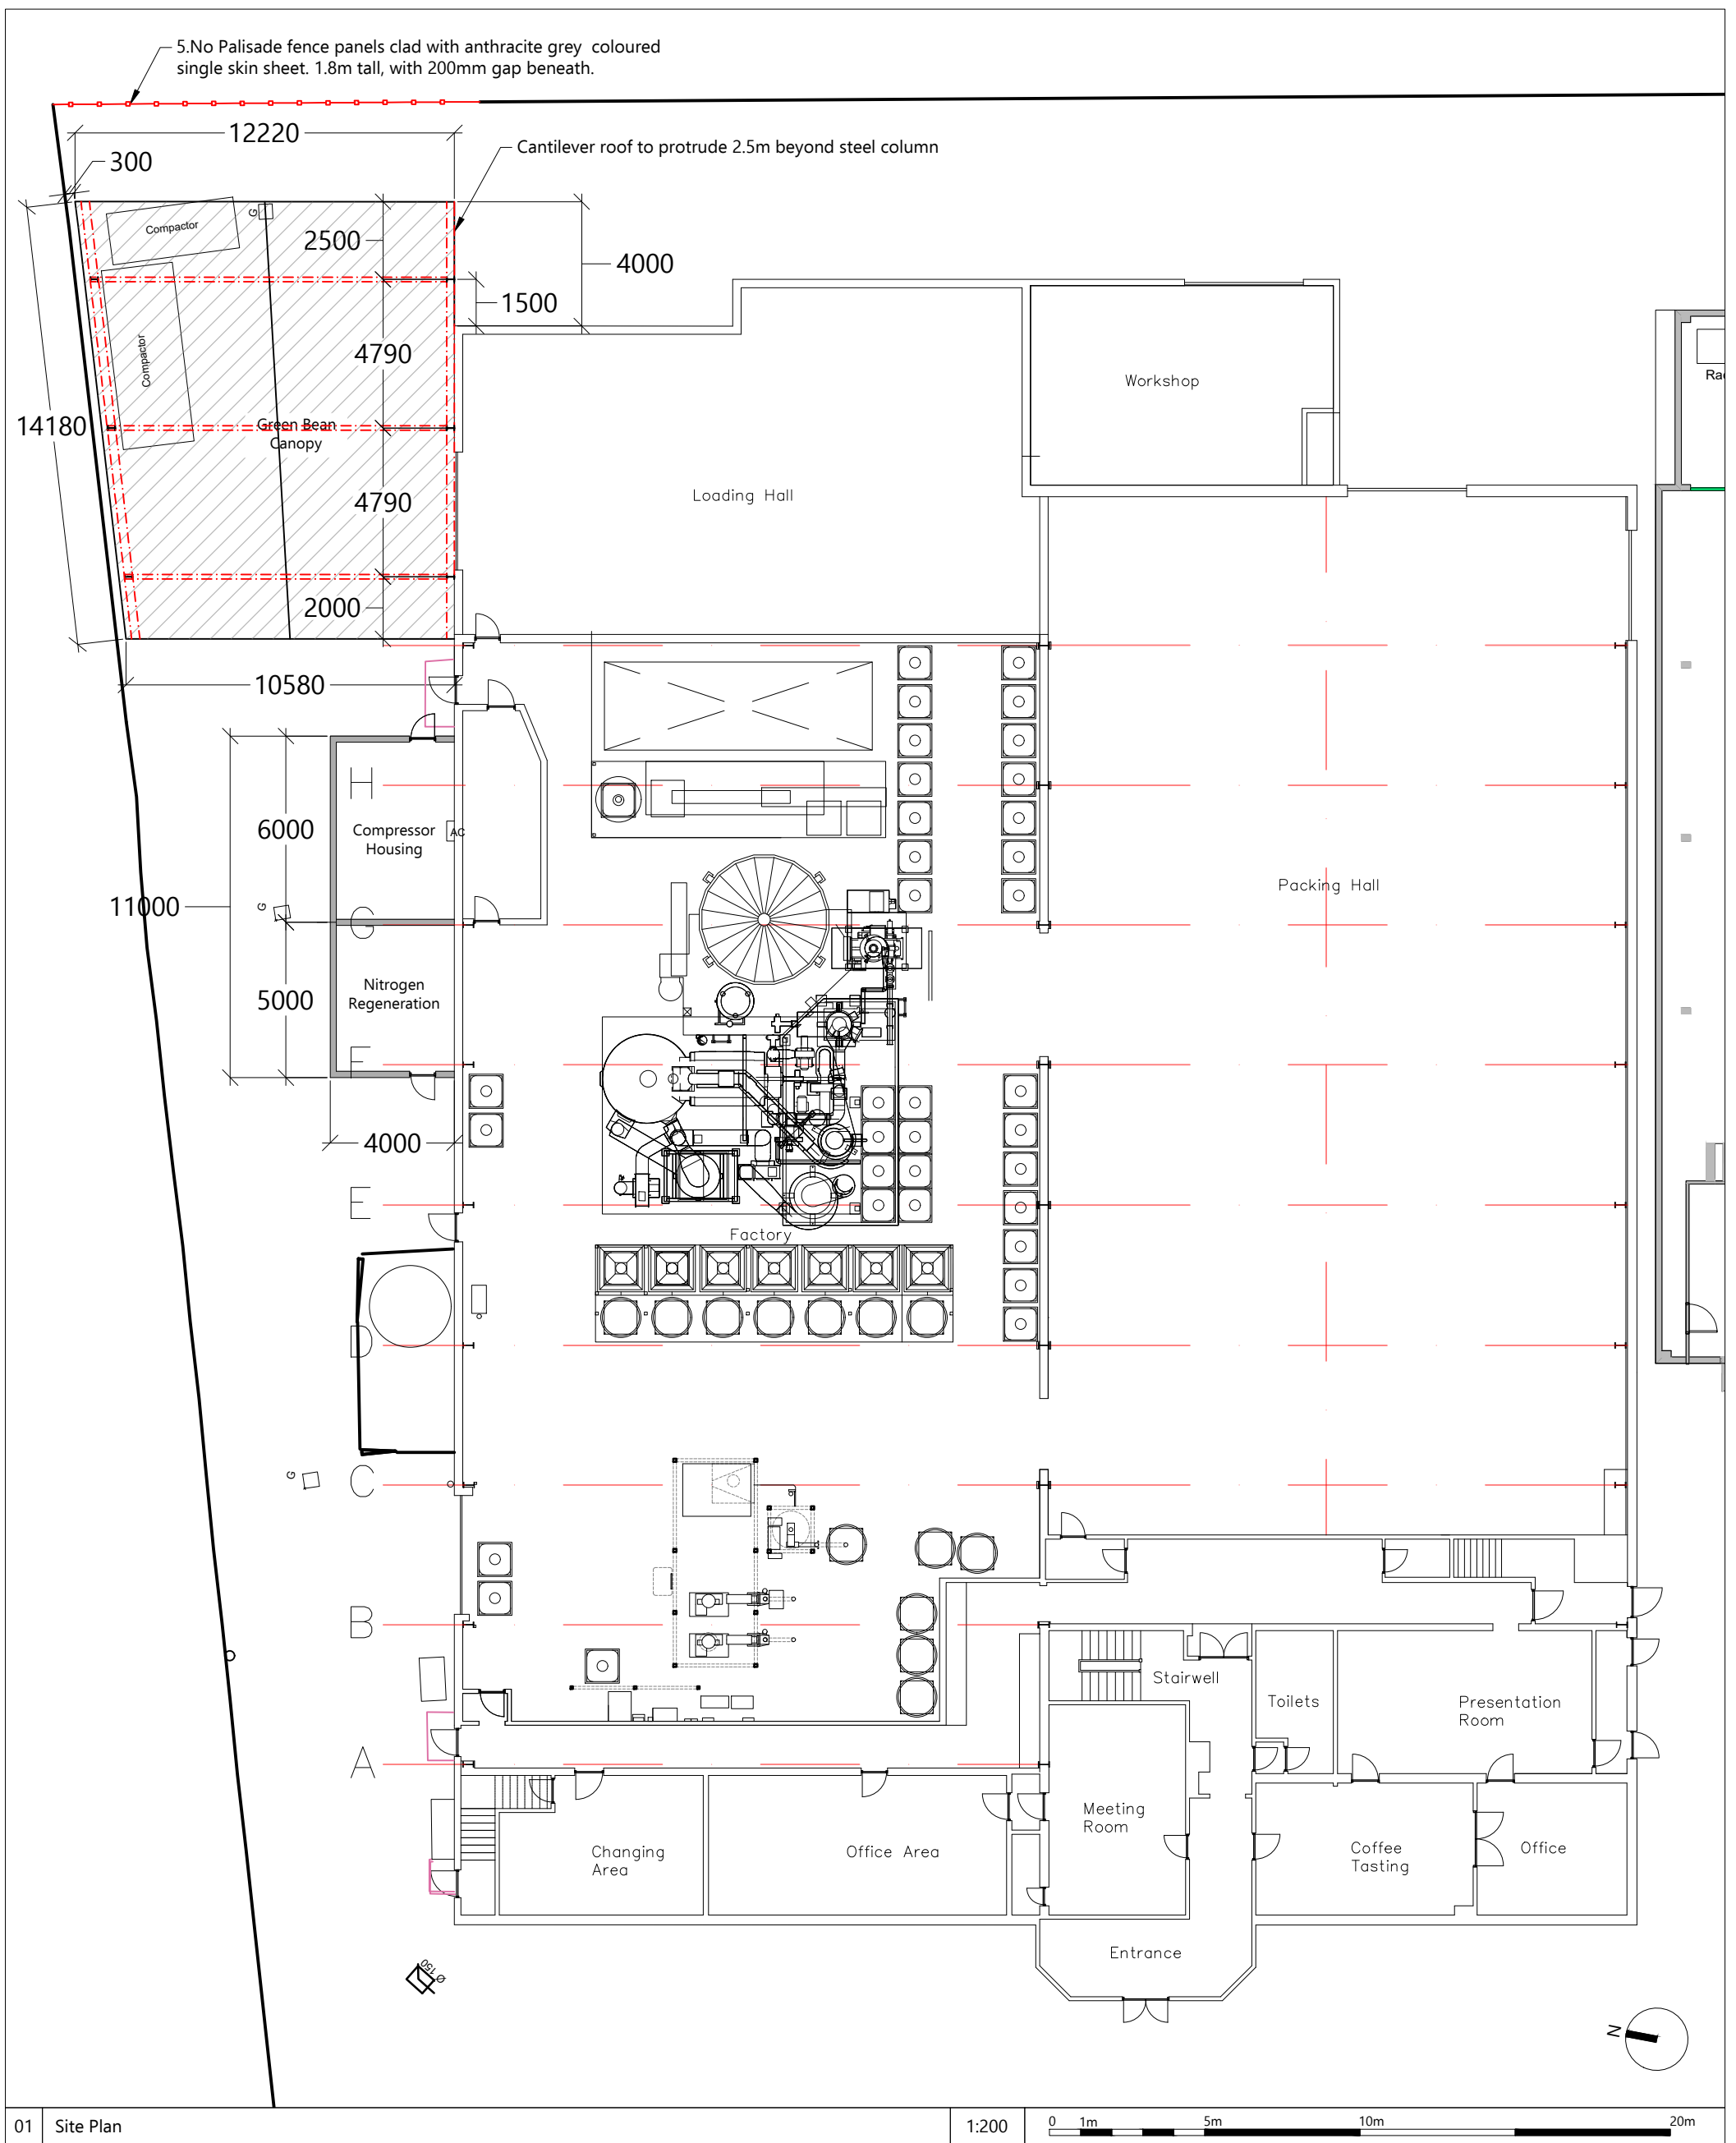 5.No Palisade fence panels clad with anthracite grey coloured
single skin sheet. 1.8m tall, with 200mm gap beneath.
12220
Cantilever roof to protrude 2.5m beyond steel column
300
G
Compactor
2500
4000
1500
Compactor
4790
Workshop
14180
Green Bean
Canopy
4790
Loading Hall
2000
10580
H
6000
Compressor
Housing
AC
11000
G
G
Packing Hall
5000
Nitrogen
Regeneration
F
4000
E
Factory
D
G
C
B
Stairwell
Toilets
Presentation
Room
A
Meeting
Room
Changing
Area
Office Area
Coffee
Tasting
Office
Entrance
Ø 150
N
01
Site Plan
1:200
0
1m
5m
10m
20m